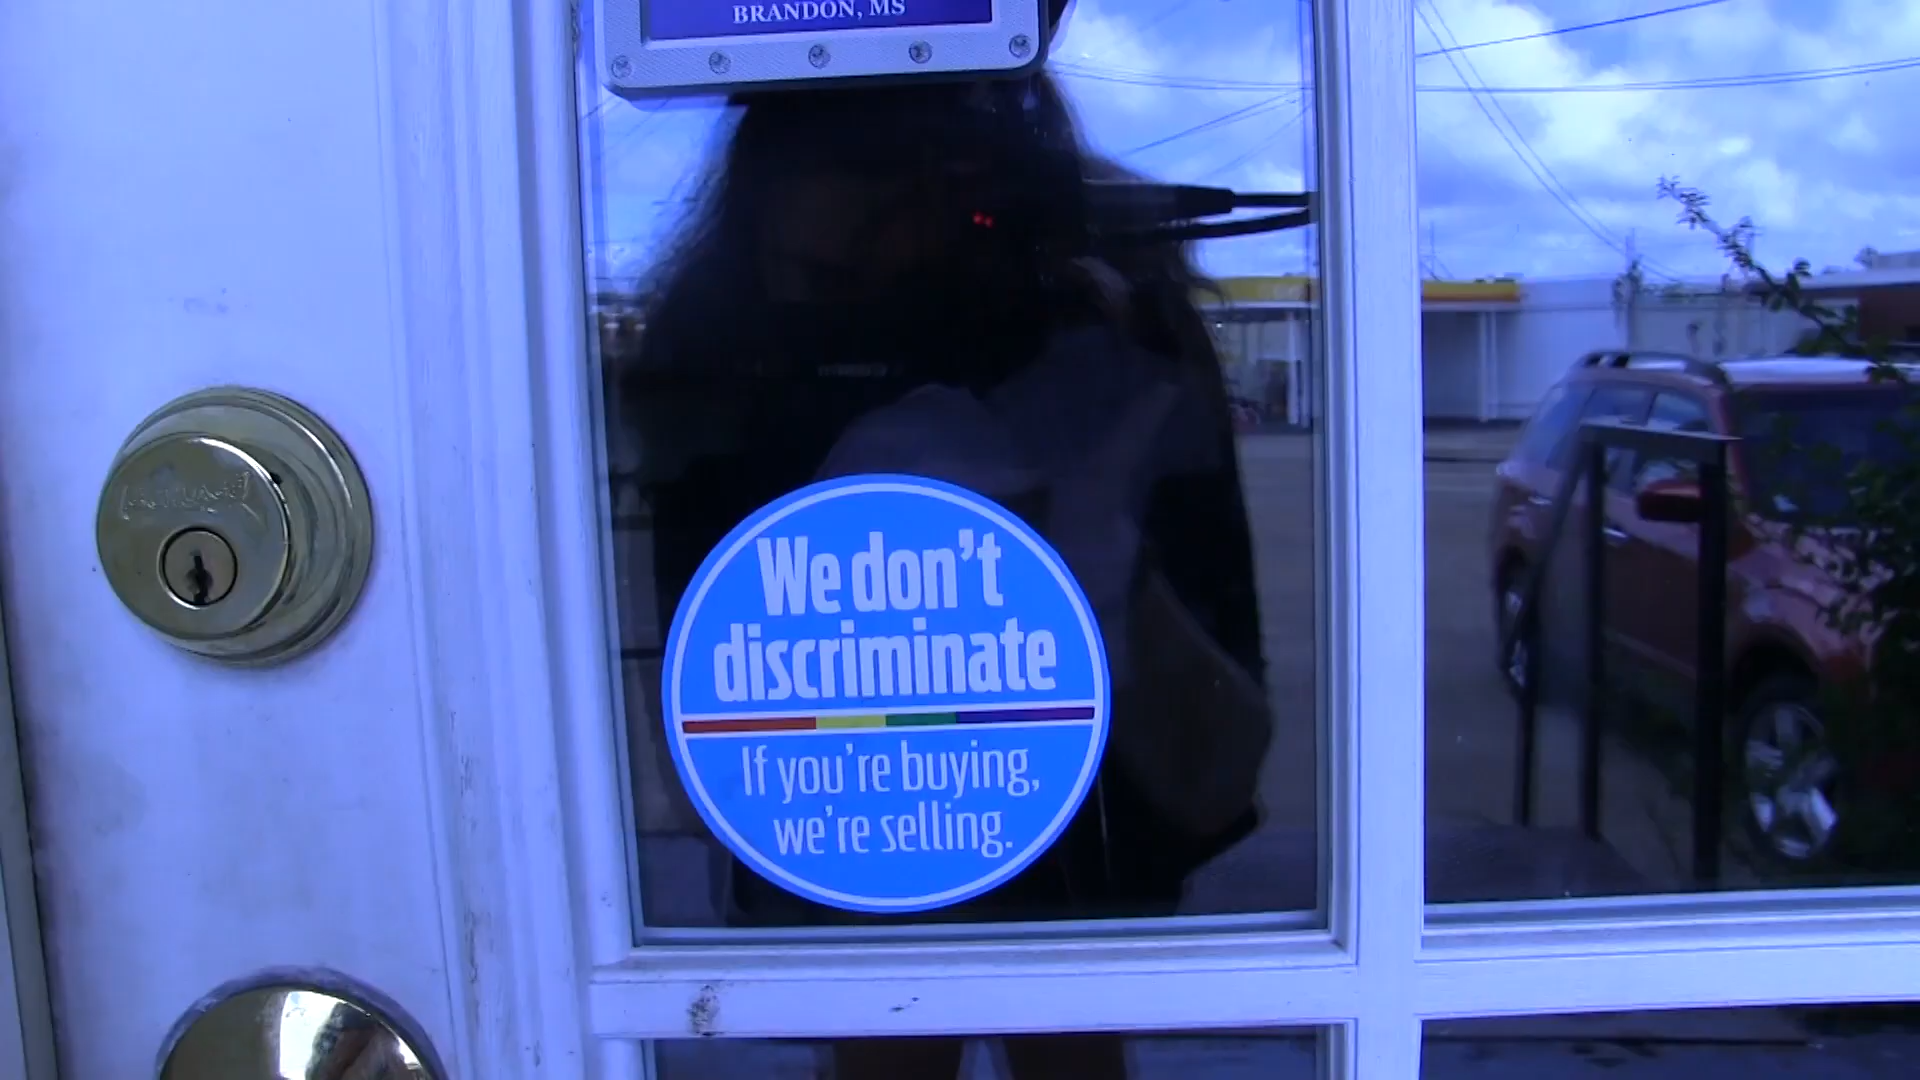 BRANDON, MS
We don't
discriminate
If you're buying,
we're selling.